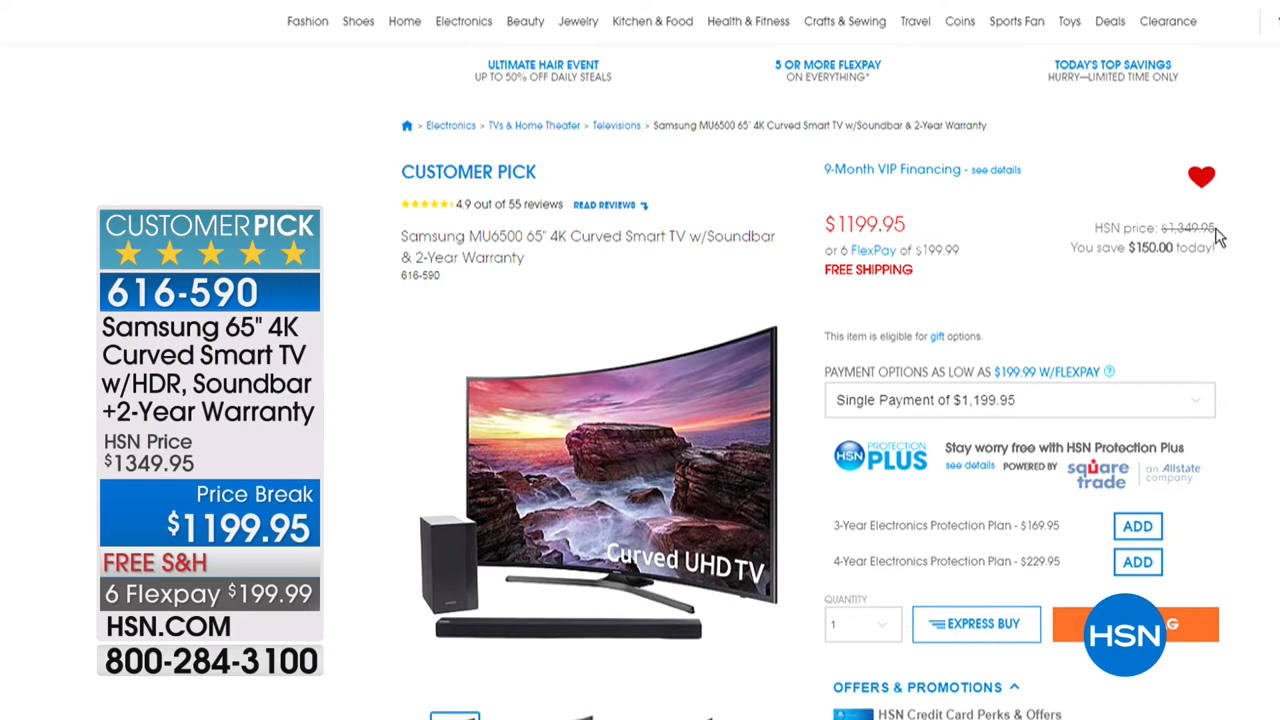 Fashion Shoes Home Electronics Beauty Jewelry Kitchen & Food Health & Fitness Crafts & Sewing Travel Coins Sports Fan Toys Deals Clearance
ULTIMATE HAIR EVENT
UP TO 50% OFF DAILY STEALS
5 OR MORE FLEXPAY
ON EVERYTHING*
TODAY'S TOP SAVINGS
HURRY—LIMITED TIME ONLY
> Electronics > TVs & Home Theater > Televisions > Samsung MU6500 65" 4K Curved Smart TV w/Soundbar & 2-Year Warranty
CUSTOMER PICK
616-590
Samsung 65" 4K
Curved Smart TV
w/HDR, Soundbar
+2-Year Warranty
HSN Price
$1349.95
Price Break
$1199.95
FREE S&H
6 Flexpay $199.99
HSN.COM
800-284-3100
CUSTOMER PICK
4.9 out of 55 reviews READ REVIEWS
Samsung MU6500 65" 4K Curved Smart TV w/Soundbar
& 2-Year Warranty
616-590
Curved UHD TV
9-Month VIP Financing - see details
$1199.95
or 6 FlexPay of $199.99
FREE SHIPPING
HSN price: $1,349.95
You save $150.00 today!
This item is eligible for gift options.
PAYMENT OPTIONS AS LOW AS $199.99 W/FLEXPAY ?
Single Payment of $1,199.95
HSN PROTECTION PLUS
Stay worry free with HSN Protection Plus
see details POWERED BY square trade an Allstate company
3-Year Electronics Protection Plan - $169.95 ADD
4-Year Electronics Protection Plan - $229.95 ADD
QUANTITY
1
EXPRESS BUY
G
HSN
OFFERS & PROMOTIONS
HSN Credit Card Perks & Offers